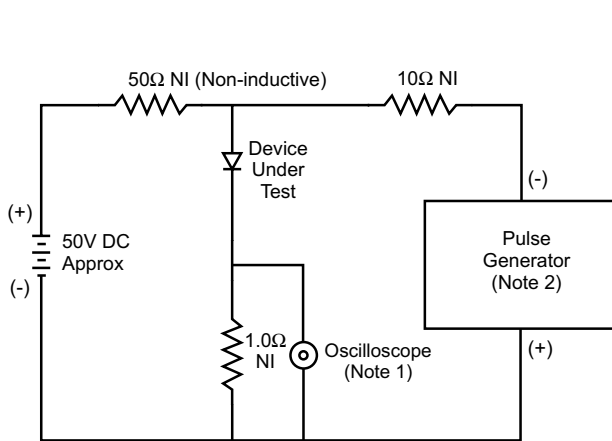 50Ω NI (Non-inductive)
10Ω NI
Device
Under
Test
(-)
(+)
50V DC
Approx
(-)
Pulse
Generator
(Note 2)
1.0Ω
NI
Oscilloscope
(Note 1)
(+)